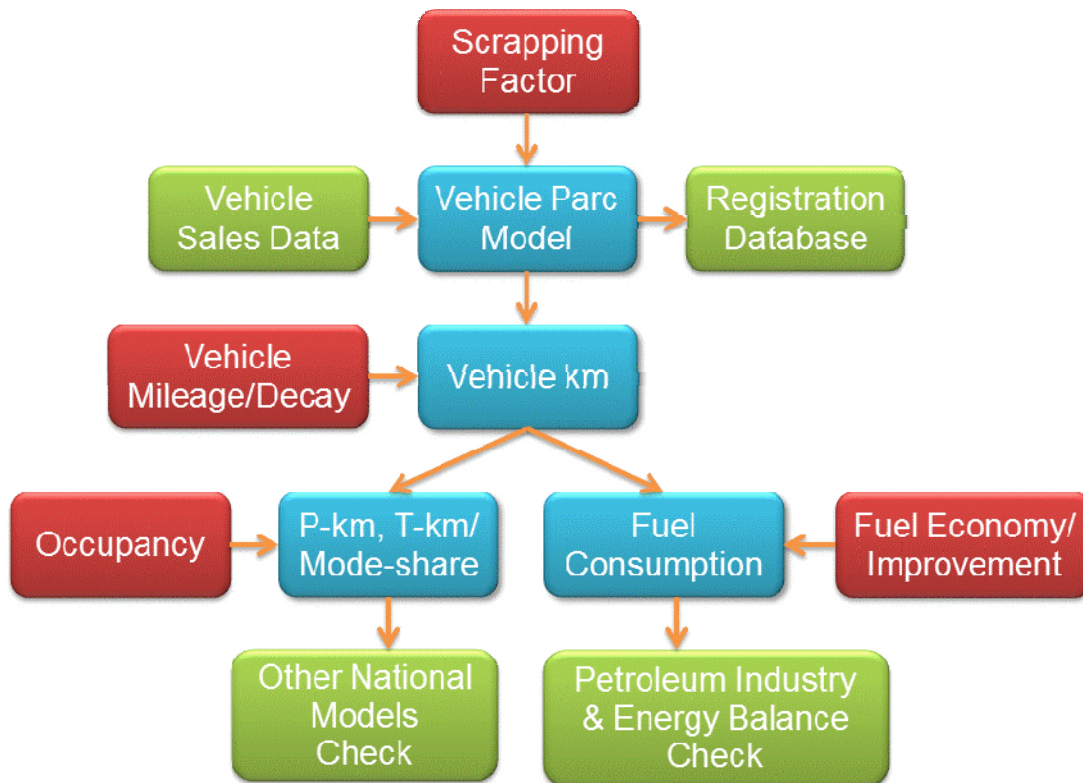 Scrapping
Factor
Vehicle
Sales Data
Vehicle Parc
Model
Registration
Database
Vehicle
Mileage/Decay
Vehicle km
Occupancy
P-km, T-km/
Mode-share
Fuel
Consumption
Fuel Economy/
Improvement
Other National
Models
Check
Petroleum Industry
& Energy Balance
Check